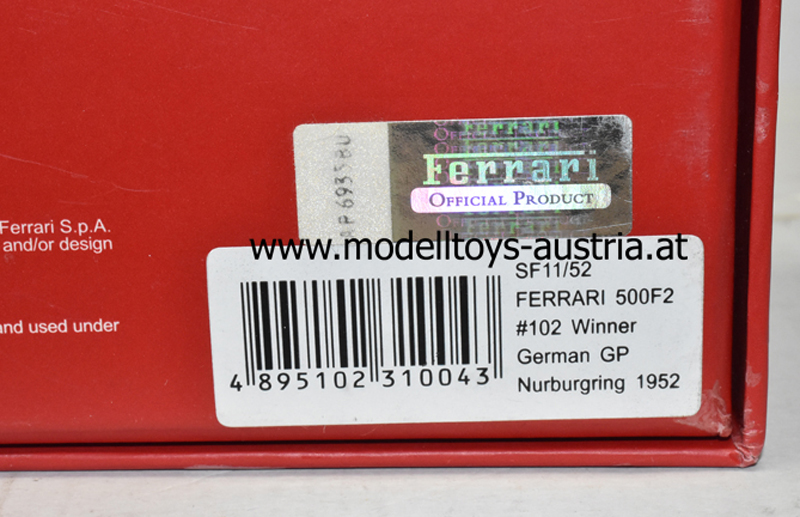 Ferrari
Ferrari
OFFICIAL PRODUCT
Ferrari S.p.A.
and/or design
www.modelltoys-austria.at
SF11/52
FERRARI 500F2
#102 Winner
German GP
Nurburgring 1952
and used under
4 895102 310043